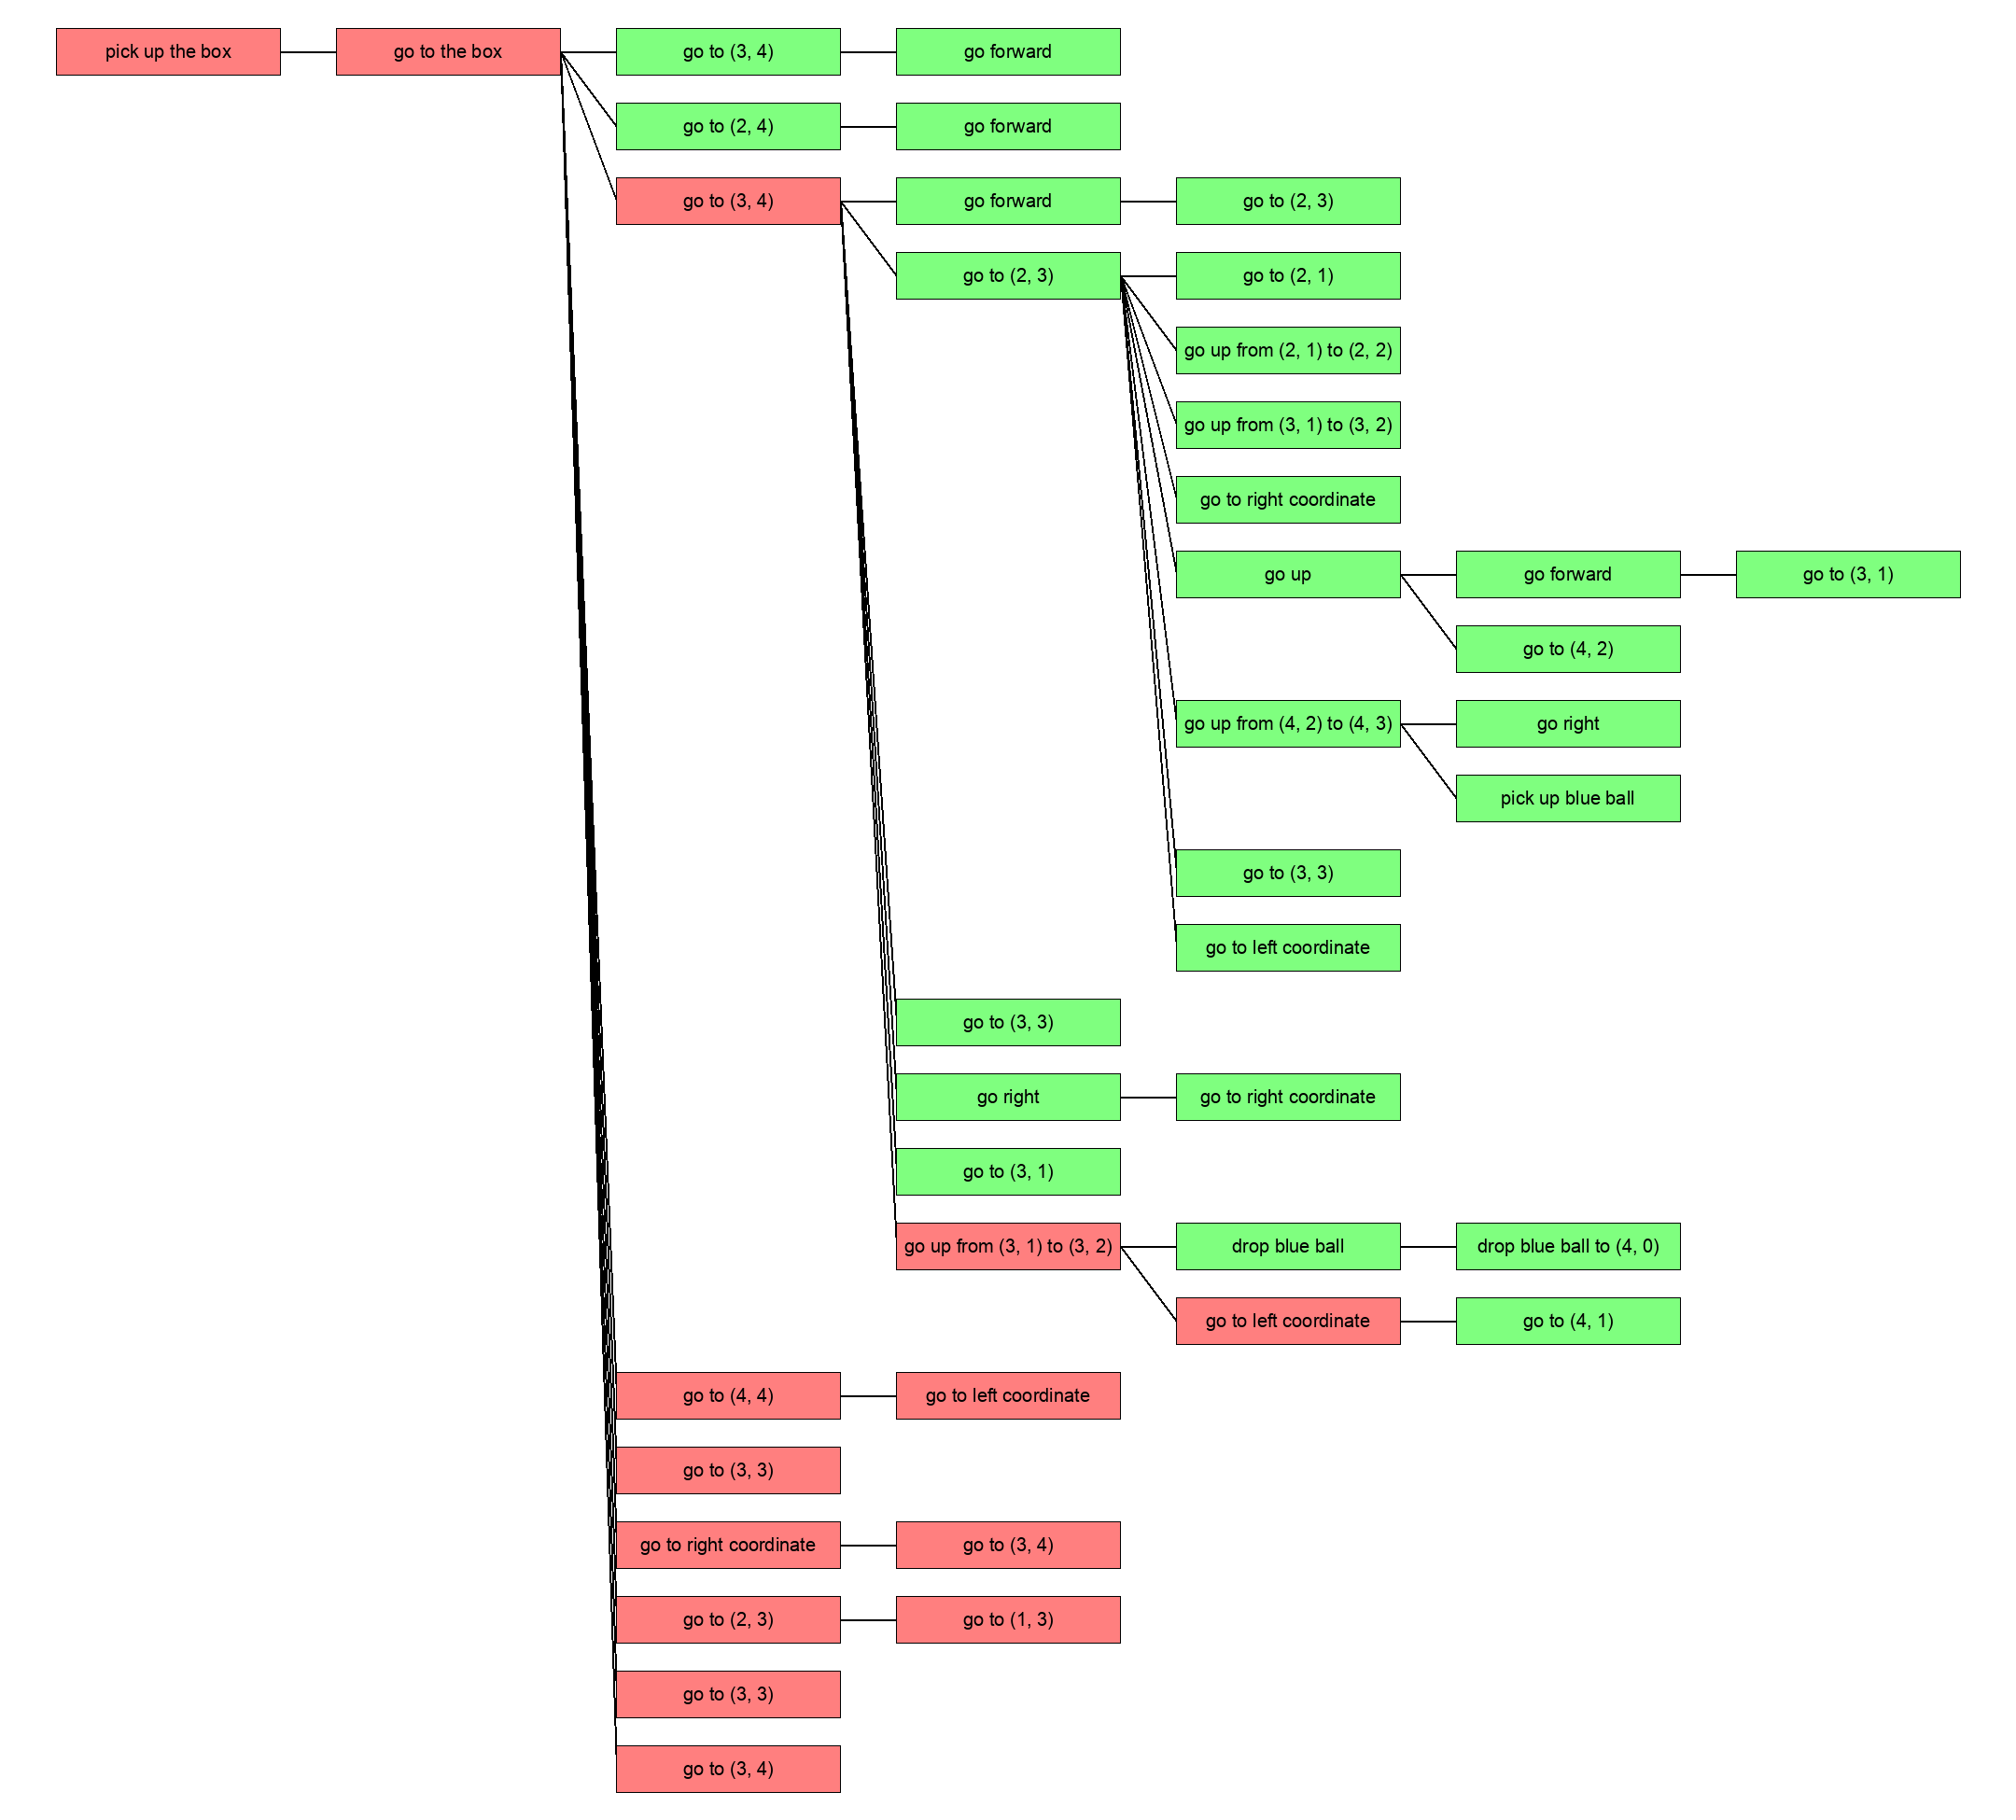 pick up the box
go to the box
go to (3, 4)
go forward
go to (2, 4)
go forward
go to (3, 4)
go forward
go to (2, 3)
go to (2, 3)
go to (2, 1)
go up from (2, 1) to (2, 2)
go up from (3, 1) to (3, 2)
go to right coordinate
go up
go forward
go to (3, 1)
go to (4, 2)
go up from (4, 2) to (4, 3)
go right
pick up blue ball
go to (3, 3)
go to left coordinate
go to (3, 3)
go right
go to right coordinate
go to (3, 1)
go up from (3, 1) to (3, 2)
drop blue ball
drop blue ball to (4, 0)
go to left coordinate
go to (4, 1)
go to (4, 4)
go to left coordinate
go to (3, 3)
go to right coordinate
go to (3, 4)
go to (2, 3)
go to (1, 3)
go to (3, 3)
go to (3, 4)